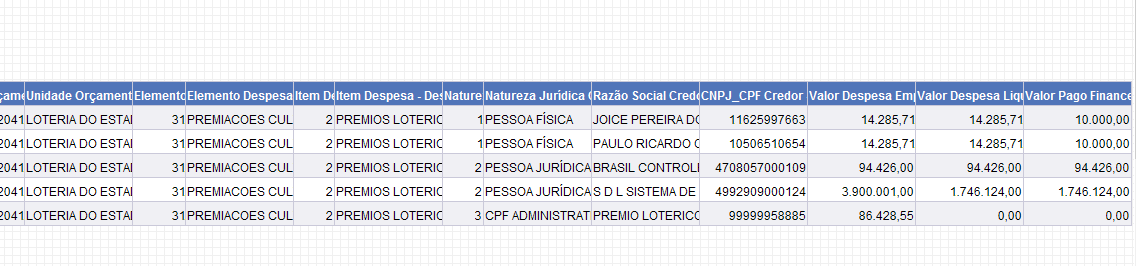 çame Unidade Orçament Elemento Elemento Despesa Item De Item Despesa - Des Nature Natureza Jurídica Razão Social Credo CNPJ_CPF Credor Valor Despesa Emp Valor Despesa Liqu Valor Pago Finance
2041 LOTERIA DO ESTA 31 PREMIACOES CUL 2 PREMIOS LOTERIC 1 PESSOA FÍSICA JOICE PEREIRA DO 11625997663 14.285,71 14.285,71 10.000,00
2041 LOTERIA DO ESTA 31 PREMIACOES CUL 2 PREMIOS LOTERIC 1 PESSOA FÍSICA PAULO RICARDO 10506510654 14.285,71 14.285,71 10.000,00
2041 LOTERIA DO ESTA 31 PREMIACOES CUL 2 PREMIOS LOTERIC 2 PESSOA JURÍDICA BRASIL CONTROL 4708057000109 94.426,00 94.426,00 94.426,00
2041 LOTERIA DO ESTA 31 PREMIACOES CUL 2 PREMIOS LOTERIC 2 PESSOA JURÍDICA S D L SISTEMA DE 4992909000124 3.900.001,00 1.746.124,00 1.746.124,00
2041 LOTERIA DO ESTA 31 PREMIACOES CUL 2 PREMIOS LOTERIC 3 CPF ADMINISTRAT PREMIO LOTERICO 99999958885 86.428,55 0,00 0,00